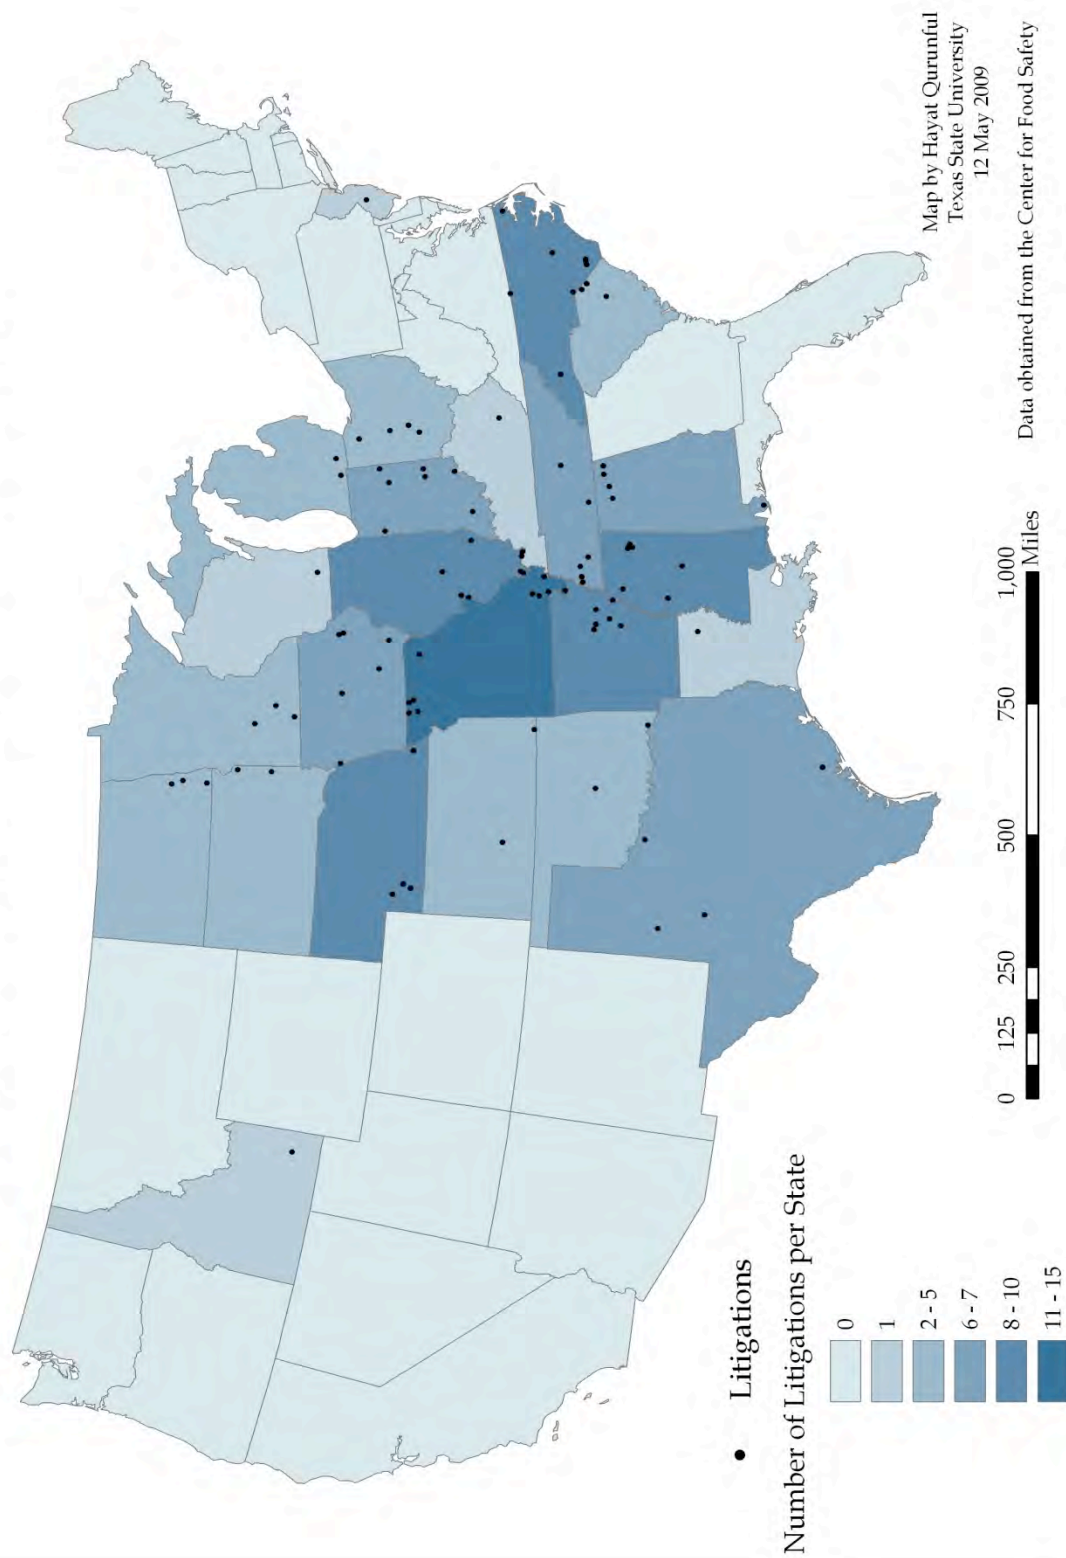 Litigations
Number of Litigations per State
0
1
2 - 5
6 - 7
8 - 10
11 - 15
0 125 250 500 750 1,000
Miles
Map by Hayat Qurunful
Texas State University
12 May 2009
Data obtained from the Center for Food Safety